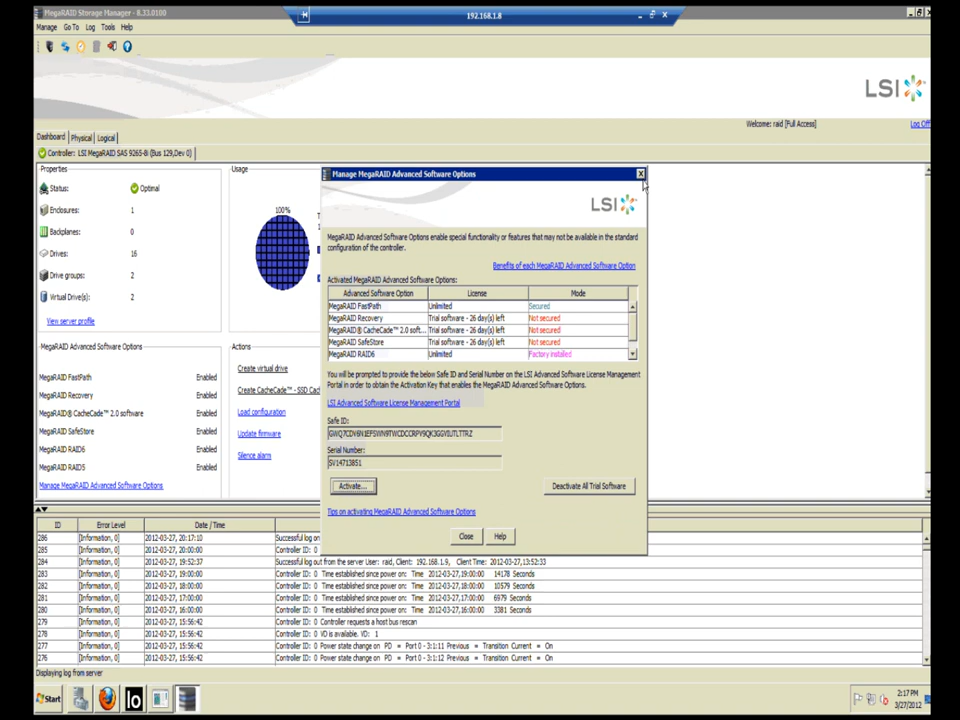 MegaRAID Storage Manager - 8.33.0100
192.168.1.8
Manage Go To Log Tools Help
LSI
Welcome: raid [Full Access]
Log Off
Dashboard Physical Logical
Controller: LSI MegaRAID SAS 9265-8i (Bus 129,Dev 0)
Properties
Status: Optimal
Enclosures: 1
Backplanes: 0
Drives: 16
Drive groups: 2
Virtual Drive(s): 2
View server profile
Usage
100%
MegaRAID Advanced Software Options
MegaRAID FastPath Enabled
MegaRAID Recovery Enabled
MegaRAID® CacheCade™ 2.0 software Enabled
MegaRAID SafeStore Enabled
MegaRAID RAID6 Enabled
MegaRAID RAID5 Enabled
Manage MegaRAID Advanced Software Options
Actions
Create virtual drive
Create CacheCade™ - SSD Cach
Load configuration
Update firmware
Silence alarm
Manage MegaRAID Advanced Software Options
LSI
MegaRAID Advanced Software Options enable special functionality or features that may not be available in the standard
configuration of the controller.
Benefits of each MegaRAID Advanced Software Option
Activated MegaRAID Advanced Software Options:
Advanced Software Option License Mode
MegaRAID FastPath Unlimited Secured
MegaRAID Recovery Trial software - 26 day(s) left Not secured
MegaRAID® CacheCade™ 2.0 soft... Trial software - 26 day(s) left Not secured
MegaRAID SafeStore Trial software - 26 day(s) left Not secured
MegaRAID RAID6 Unlimited Factory installed
You will be prompted to provide the below Safe ID and Serial Number on the LSI Advanced Software License Management
Portal in order to obtain the Activation Key that enables the MegaRAID Advanced Software Options.
LSI Advanced Software License Management Portal
Safe ID:
Serial Number:
SV14713851
Activate... Deactivate All Trial Software
Tips on activating MegaRAID Advanced Software Options
Close Help
ID Error Level Date / Time
286 [Information, 0] 2012-03-27, 20:17:10 Successful log on
285 [Information, 0] 2012-03-27, 20:00:00 Controller ID: 0
284 [Information, 0] 2012-03-27, 19:52:37 Successful log out from the server User: raid, Client: 192.168.1.9, Client Time: 2012-03-27,13:52:33
283 [Information, 0] 2012-03-27, 19:00:00 Controller ID: 0 Time established since power on: Time 2012-03-27,19:00:00 14178 Seconds
282 [Information, 0] 2012-03-27, 18:00:00 Controller ID: 0 Time established since power on: Time 2012-03-27,18:00:00 10579 Seconds
281 [Information, 0] 2012-03-27, 17:00:00 Controller ID: 0 Time established since power on: Time 2012-03-27,17:00:00 6979 Seconds
280 [Information, 0] 2012-03-27, 16:00:00 Controller ID: 0 Time established since power on: Time 2012-03-27,16:00:00 3381 Seconds
279 [Information, 0] 2012-03-27, 15:56:42 Controller ID: 0 Controller requests a host bus rescan
278 [Information, 0] 2012-03-27, 15:56:42 Controller ID: 0 VD is available. VD: 1
277 [Information, 0] 2012-03-27, 15:56:42 Controller ID: 0 Power state change on PD = Port 0 - 3:1:11 Previous = Transition Current = On
276 [Information, 0] 2012-03-27, 15:56:42 Controller ID: 0 Power state change on PD = Port 0 - 3:1:12 Previous = Transition Current = On
Displaying log from server
Start
lo
2:17 PM
3/27/2012